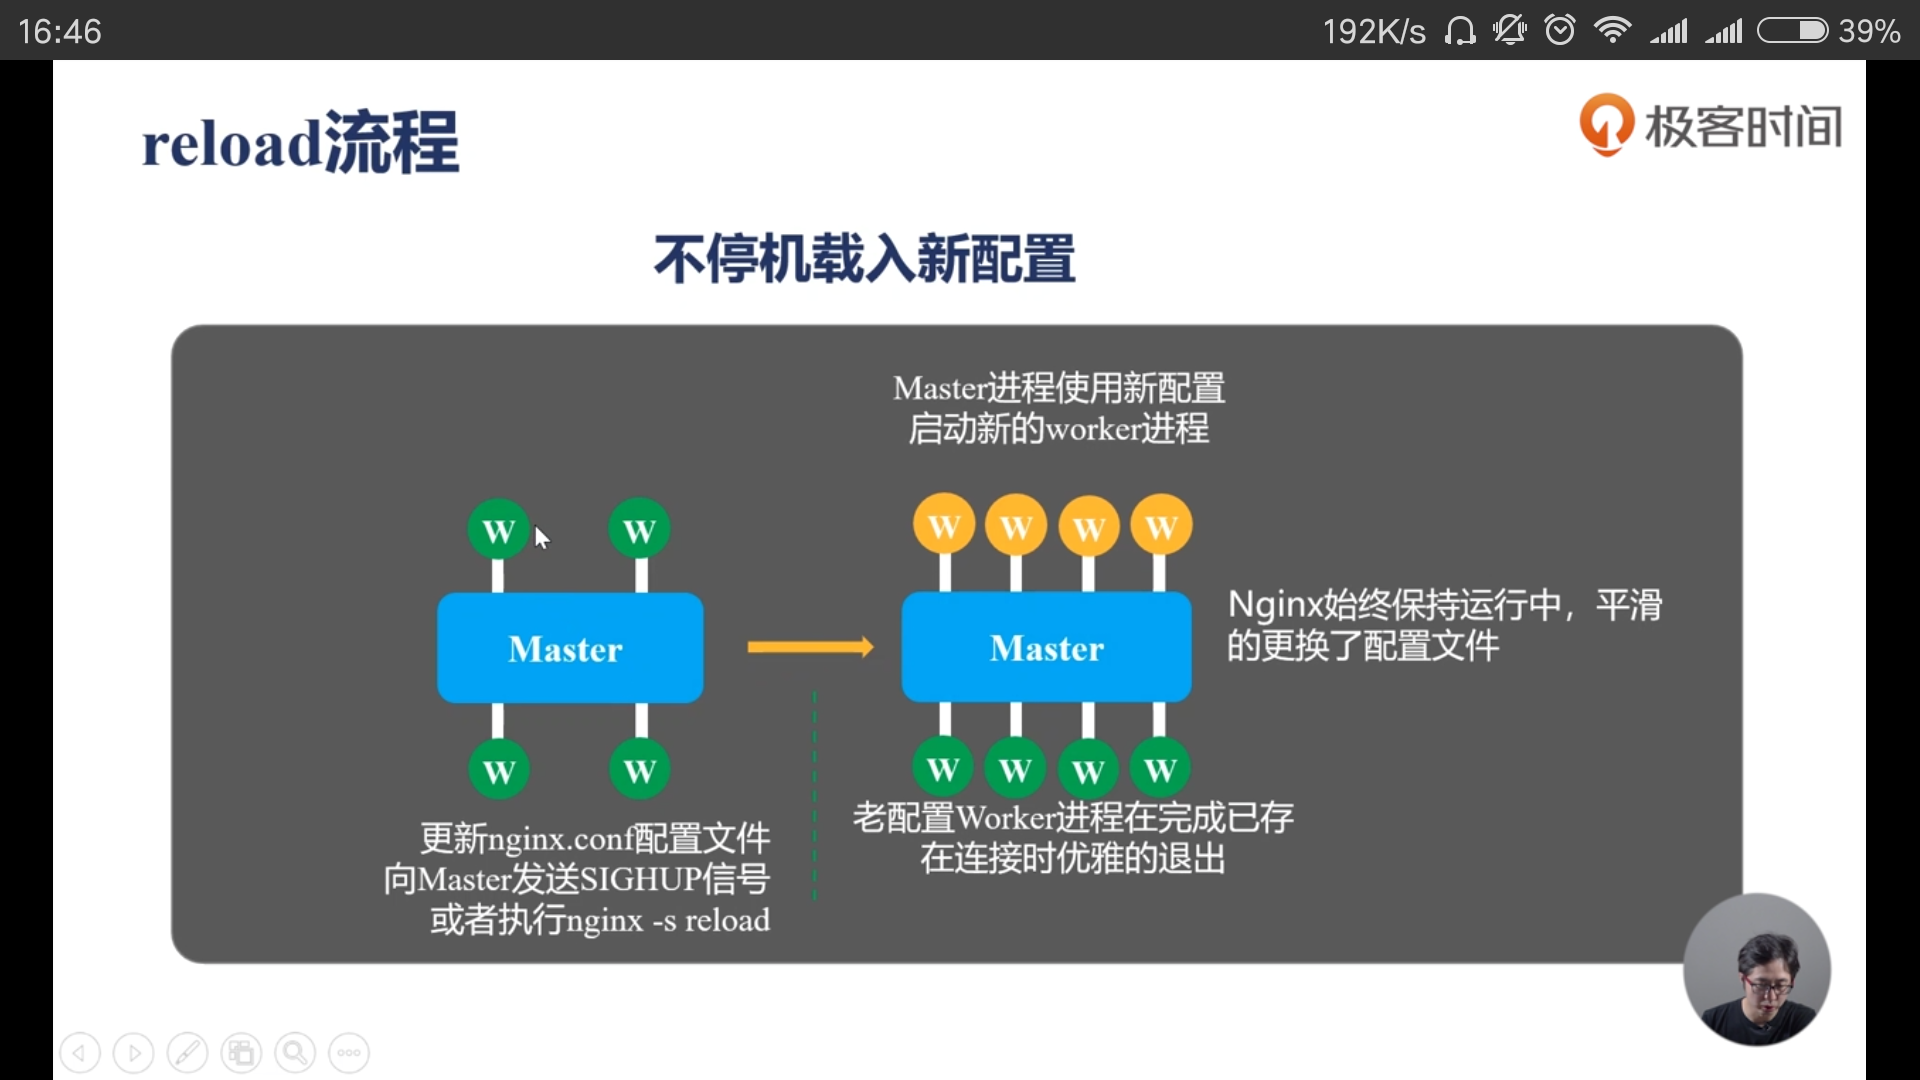 16:46
192K/s
39%
reload流程
极客时间
不停机载入新配置
Master进程使用新配置
启动新的worker进程
W W
W W W W
Master
Master
Nginx始终保持运行中，平滑
的更换了配置文件
W W
W W W W
更新nginx.conf配置文件
向Master发送SIGHUP信号
或者执行nginx -s reload
老配置Worker进程在完成已存
在连接时优雅的退出